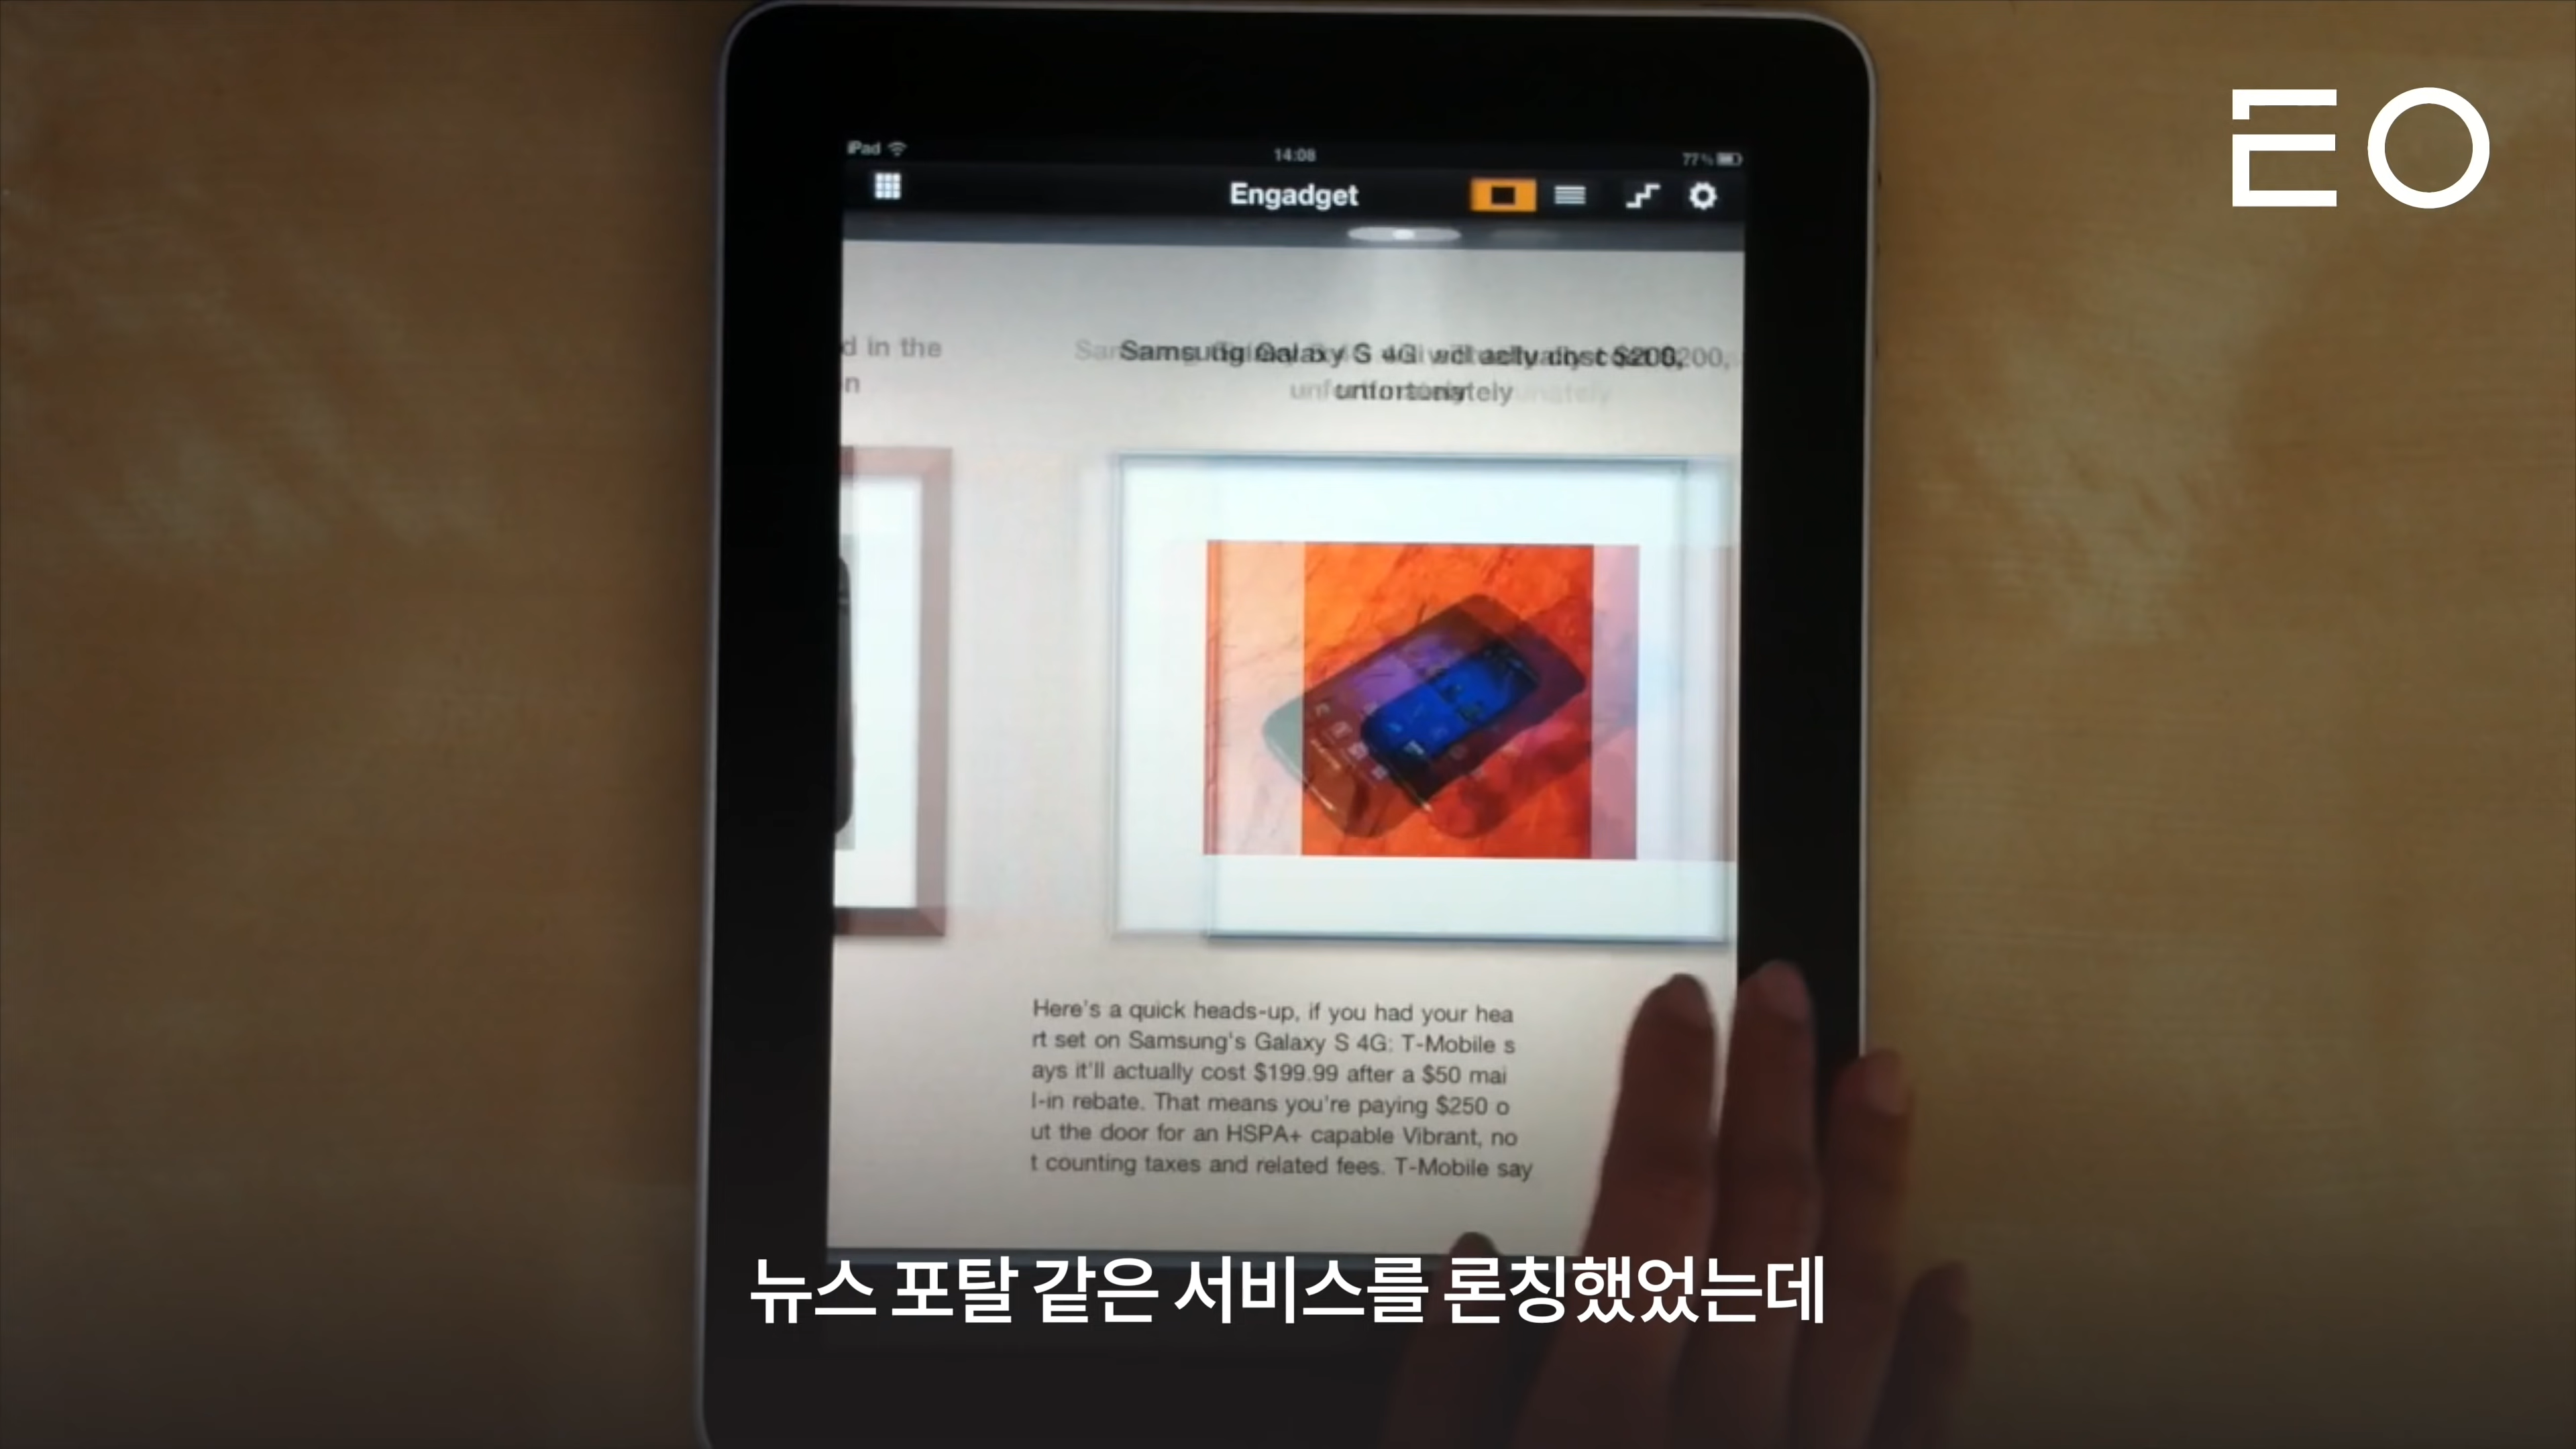 EO
iPad
14:08
77%
Engadget
d in the
n
Samsung Galaxy S 4G will actually cost $200,
unfortunately
Here's a quick heads-up, if you had your hea
rt set on Samsung's Galaxy S 4G: T-Mobile s
ays it'll actually cost $199.99 after a $50 mai
l-in rebate. That means you're paying $250 o
ut the door for an HSPA+ capable Vibrant, no
t counting taxes and related fees. T-Mobile say
뉴스 포탈 같은 서비스를 론칭했었는데